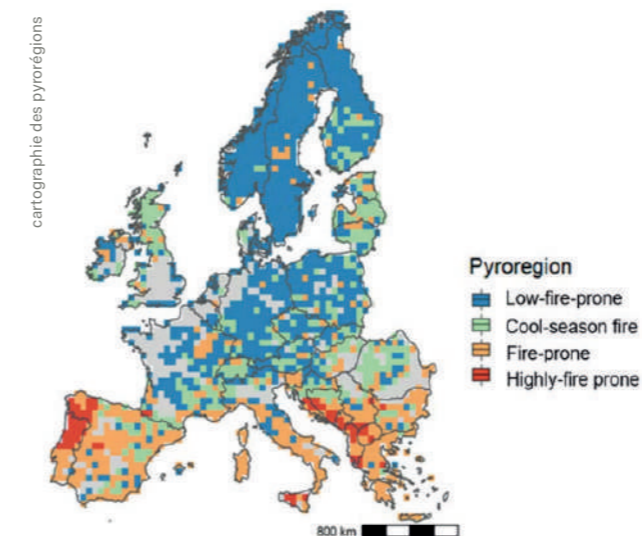 cartographie des pyrorégions
Pyroregion
Low-fire-prone
Cool-season fire
Fire-prone
Highly-fire prone
800 km